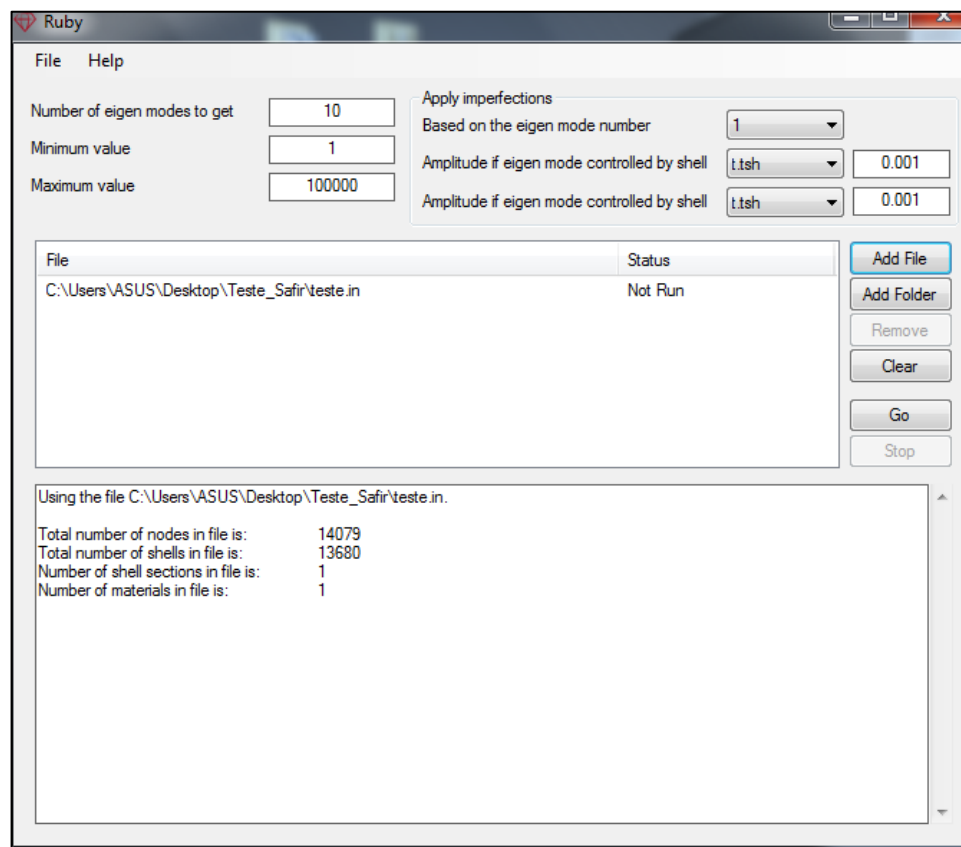 Ruby
File Help
Number of eigen modes to get 10
Minimum value 1
Maximum value 100000
Apply imperfections
Based on the eigen mode number 1
Amplitude if eigen mode controlled by shell t.tsh 0.001
Amplitude if eigen mode controlled by shell t.tsh 0.001
File Status
C:\Users\ASUS\Desktop\Teste_Safir\teste.in Not Run
Add File
Add Folder
Remove
Clear
Go
Stop
Using the file C:\Users\ASUS\Desktop\Teste_Safir\teste.in.
Total number of nodes in file is: 14079
Total number of shells in file is: 13680
Number of shell sections in file is: 1
Number of materials in file is: 1